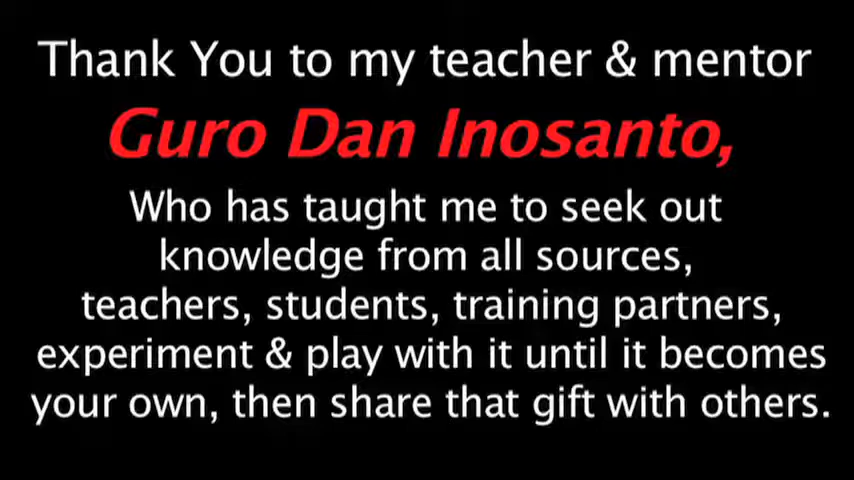 Thank You to my teacher & mentor
Guro Dan Inosanto,
Who has taught me to seek out
knowledge from all sources,
teachers, students, training partners,
experiment & play with it until it becomes
your own, then share that gift with others.